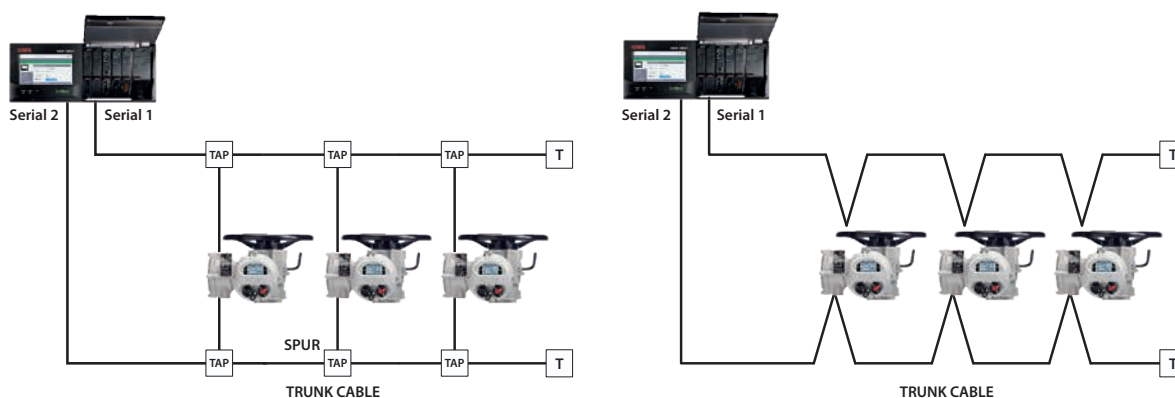 Serial 2 Serial 1
TAP TAP TAP T
SPUR
TAP TAP TAP T
TRUNK CABLE
Serial 2 Serial 1
T
T
TRUNK CABLE